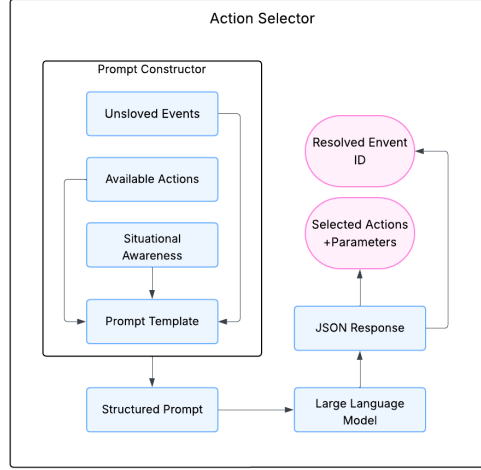 Action Selector
Prompt Constructor
Unsloved Events
Available Actions
Situational
Awareness
Prompt Template
Structured Prompt
Resolved Envent
ID
Selected Actions
+Parameters
JSON Response
Large Language
Model